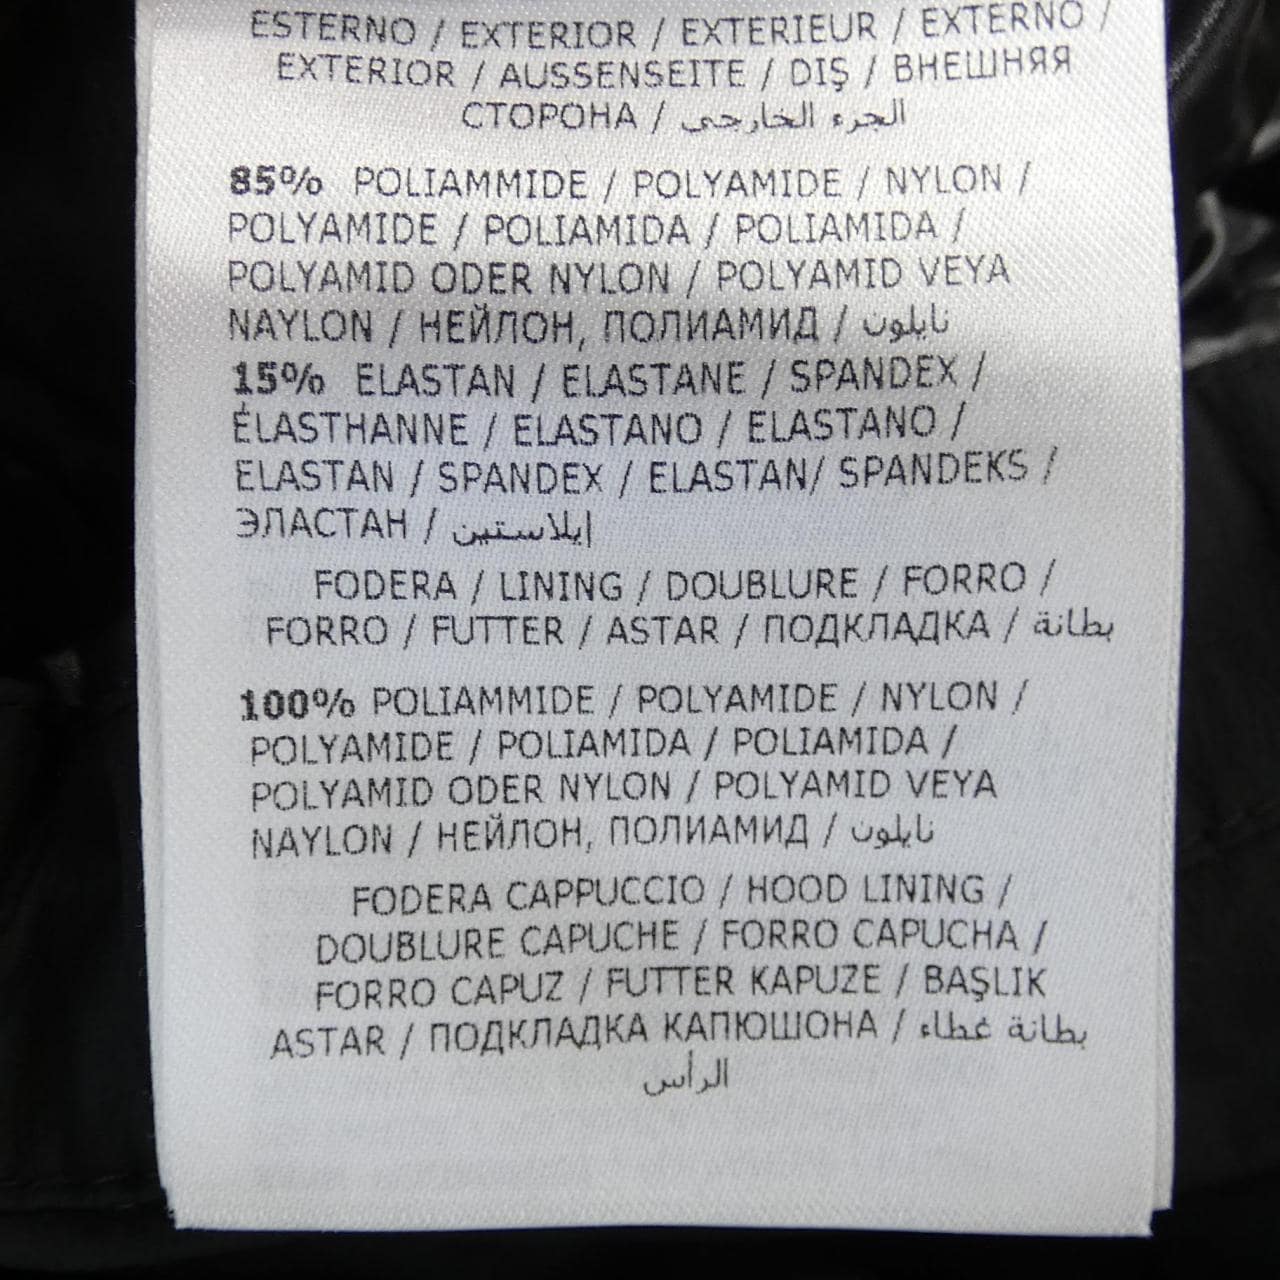 ESTERNO / EXTERIOR / EXTERIEUR / EXTERNO /
EXTERIOR / AUSSENSEITE / DIŞ / ВНЕШНЯЯ
СТОРОНА / الجزء الخارجي
85% POLIAMMIDE / POLYAMIDE / NYLON /
POLYAMIDE / POLIAMIDA / POLIAMIDA /
POLYAMID ODER NYLON / POLYAMID VEYA
NAYLON / НЕЙЛОН, ПОЛИАМИД / نايلون
15% ELASTAN / ELASTANE / SPANDEX /
ÉLASTHANNE / ELASTANO / ELASTANO /
ELASTAN / SPANDEX / ELASTAN/ SPANDEKS /
ЭЛАСТАН / إيلاستين
FODERA / LINING / DOUBLURE / FORRO /
FORRO / FUTTER / ASTAR / ПОДКЛАДКА / بطانة
100% POLIAMMIDE / POLYAMIDE / NYLON /
POLYAMIDE / POLIAMIDA / POLIAMIDA /
POLYAMID ODER NYLON / POLYAMID VEYA
NAYLON / НЕЙЛОН, ПОЛИАМИД / نايلون
FODERA CAPPUCCIO / HOOD LINING /
DOUBLURE CAPUCHE / FORRO CAPUCHA /
FORRO CAPUZ / FUTTER KAPUZE / BAŞLIK
ASTAR / ПОДКЛАДКА КАПЮШОНА / بطانة غطاء
الرأس